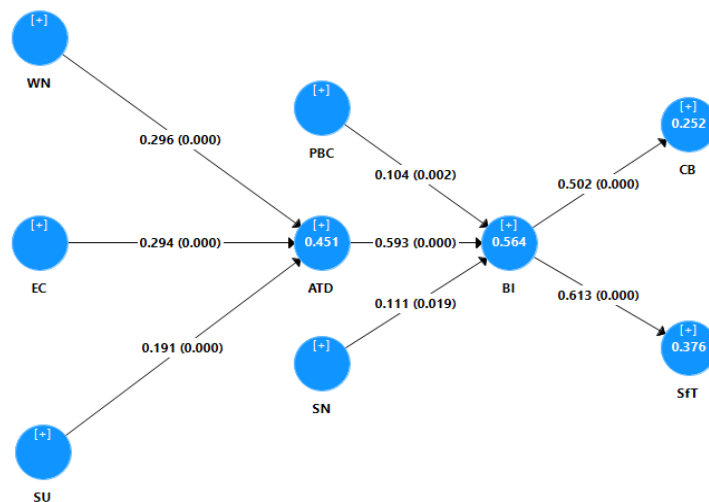 [+]
WN
0.296 (0.000)
[+]
PBC
0.104 (0.002)
[+]
0.252
CB
0.502 (0.000)
[+]
EC
0.294 (0.000)
[+]
0.451
ATD
0.593 (0.000)
[+]
0.564
BI
0.111 (0.019)
0.613 (0.000)
[+]
0.376
SfT
0.191 (0.000)
[+]
SN
[+]
SU